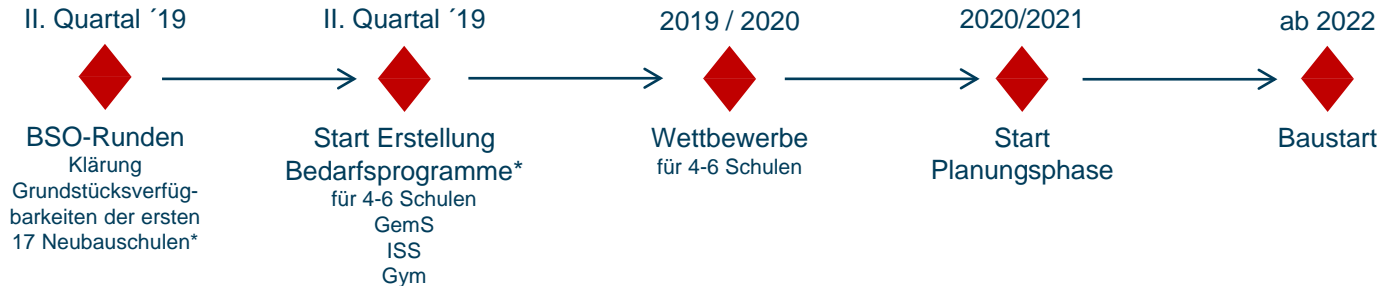 II. Quartal ´19
BSO-Runden
Klärung
Grundstücksverfüg-
barkeiten der ersten
17 Neubauschulen*
II. Quartal ´19
Start Erstellung
Bedarfsprogramme*
für 4-6 Schulen
GemS
ISS
Gym
2019 / 2020
Wettbewerbe
für 4-6 Schulen
2020/2021
Start
Planungsphase
ab 2022
Baustart